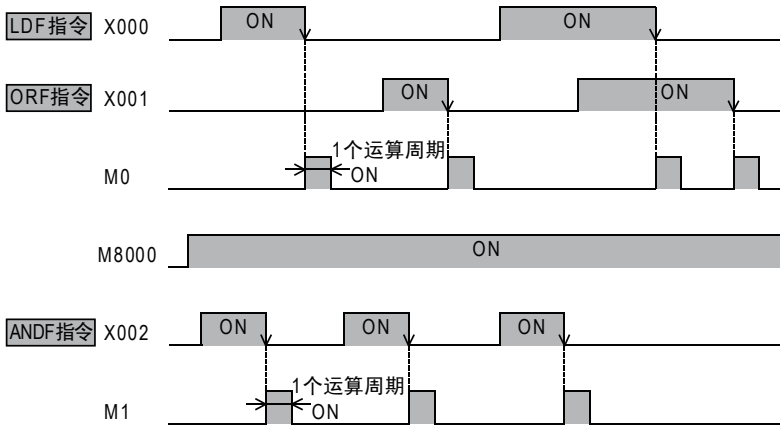 LDF指令 X000 ON ON
ORF指令 X001 ON ON
1个运算周期
M0 ON
M8000 ON
ANDF指令 X002 ON ON ON
1个运算周期
M1 ON